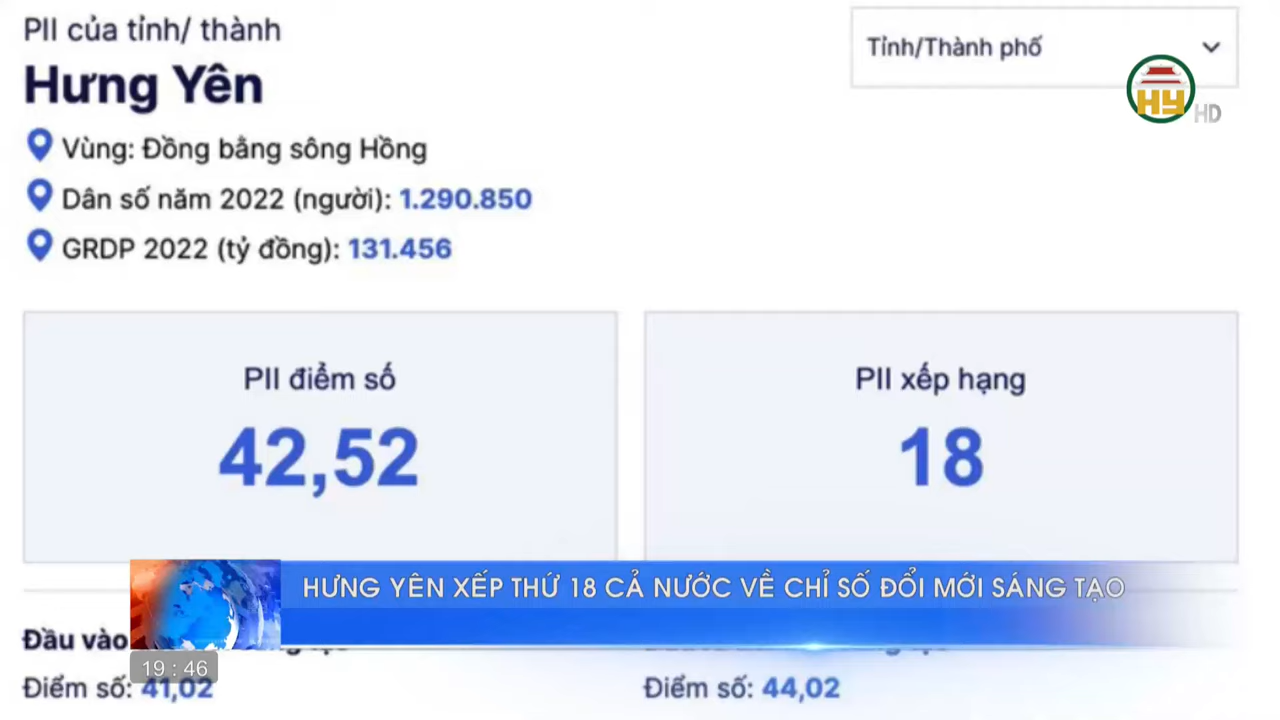 PII của tỉnh/ thành
Tỉnh/Thành phố
Hưng Yên
HY HD
Vùng: Đồng bằng sông Hồng
Dân số năm 2022 (người): 1.290.850
GRDP 2022 (tỷ đồng): 131.456
PII điểm số
42,52
PII xếp hạng
18
HƯNG YÊN XẾP THỨ 18 CẢ NƯỚC VỀ CHỈ SỐ ĐỔI MỚI SÁNG TẠO
Đầu vào
19 : 46
Điểm số: 41,02
Điểm số: 44,02